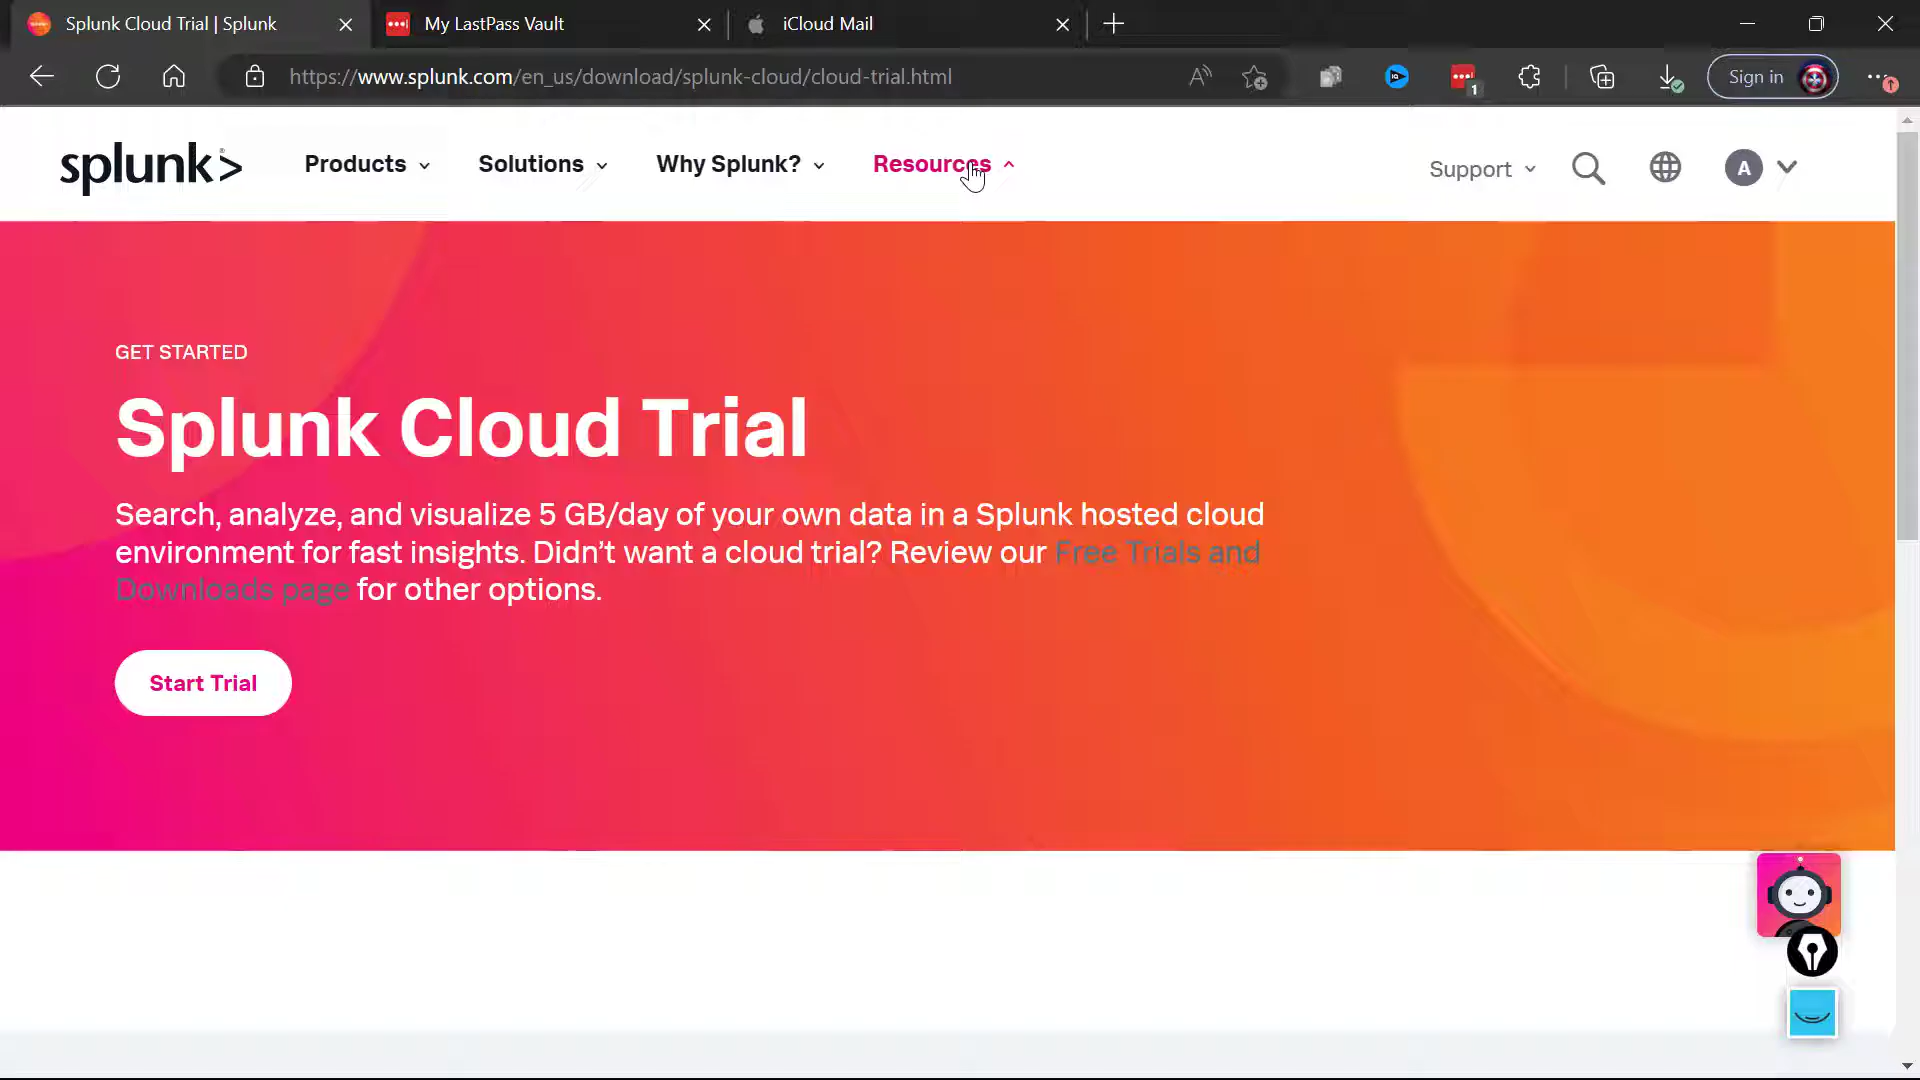 Splunk Cloud Trial | Splunk
My LastPass Vault
iCloud Mail
https://www.splunk.com/en_us/download/splunk-cloud/cloud-trial.html
1
Sign in
splunk>
Products
Solutions
Why Splunk?
Resources
Support
A
GET STARTED
Splunk Cloud Trial
Search, analyze, and visualize 5 GB/day of your own data in a Splunk hosted cloud
environment for fast insights. Didn't want a cloud trial? Review our Free Trials and
Downloads page for other options.
Start Trial